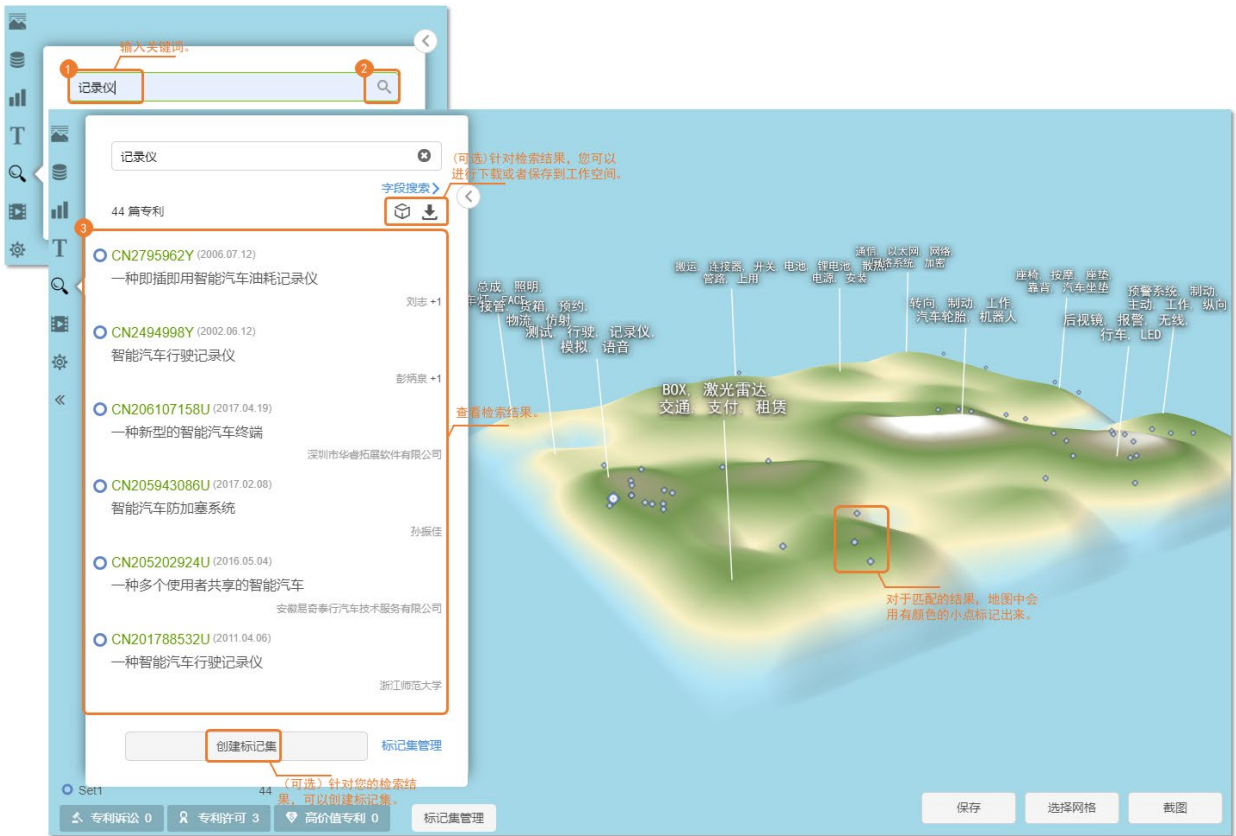 输入关键词。
1
2
记录仪
T
记录仪
(可选)针对检索结果，您可以
进行下载或者保存到工作空间。
字段搜索
44 篇专利
3
T
CN2795962Y (2006.07.12)
一种即插即用智能汽车油耗记录仪
刘志 +1
CN2494998Y (2002.06.12)
智能汽车行驶记录仪
彭炳泉 +1
CN206107158U (2017.04.19)
一种新型的智能汽车终端
深圳市华睿拓展软件有限公司
CN205943086U (2017.02.08)
智能汽车防加塞系统
孙振佳
CN205202924U (2016.05.04)
一种多个使用者共享的智能汽车
安徽易奇泰行汽车技术服务有限公司
CN201788532U (2011.04.06)
一种智能汽车行驶记录仪
浙江师范大学
查看检索结果。
创建标记集
标记集管理
（可选）针对您的检索结
果，可以创建标记集。
Set1
44
专利诉讼 0
专利许可 3
高价值专利 0
标记集管理
总成, 照明,
接管, 货箱, 预约,
物流, 仿射
测试, 行驶, 记录仪,
模拟, 语音
搬运, 连接器, 开关,
管路, 上用
电池, 锂电池, 散热,
电源, 安装
通信, 以太网, 网络,
网络系统, 加密
转向, 制动, 工作,
汽车轮胎, 机器人
座椅, 按摩, 座垫,
靠背, 汽车坐垫
预警系统, 制动,
主动, 工作, 纵向
后视镜, 报警, 无线,
行车, LED
BOX, 激光雷达,
交通, 支付, 租赁
对于匹配的结果，地图中会
用有颜色的小点标记出来。
保存
选择网格
截图